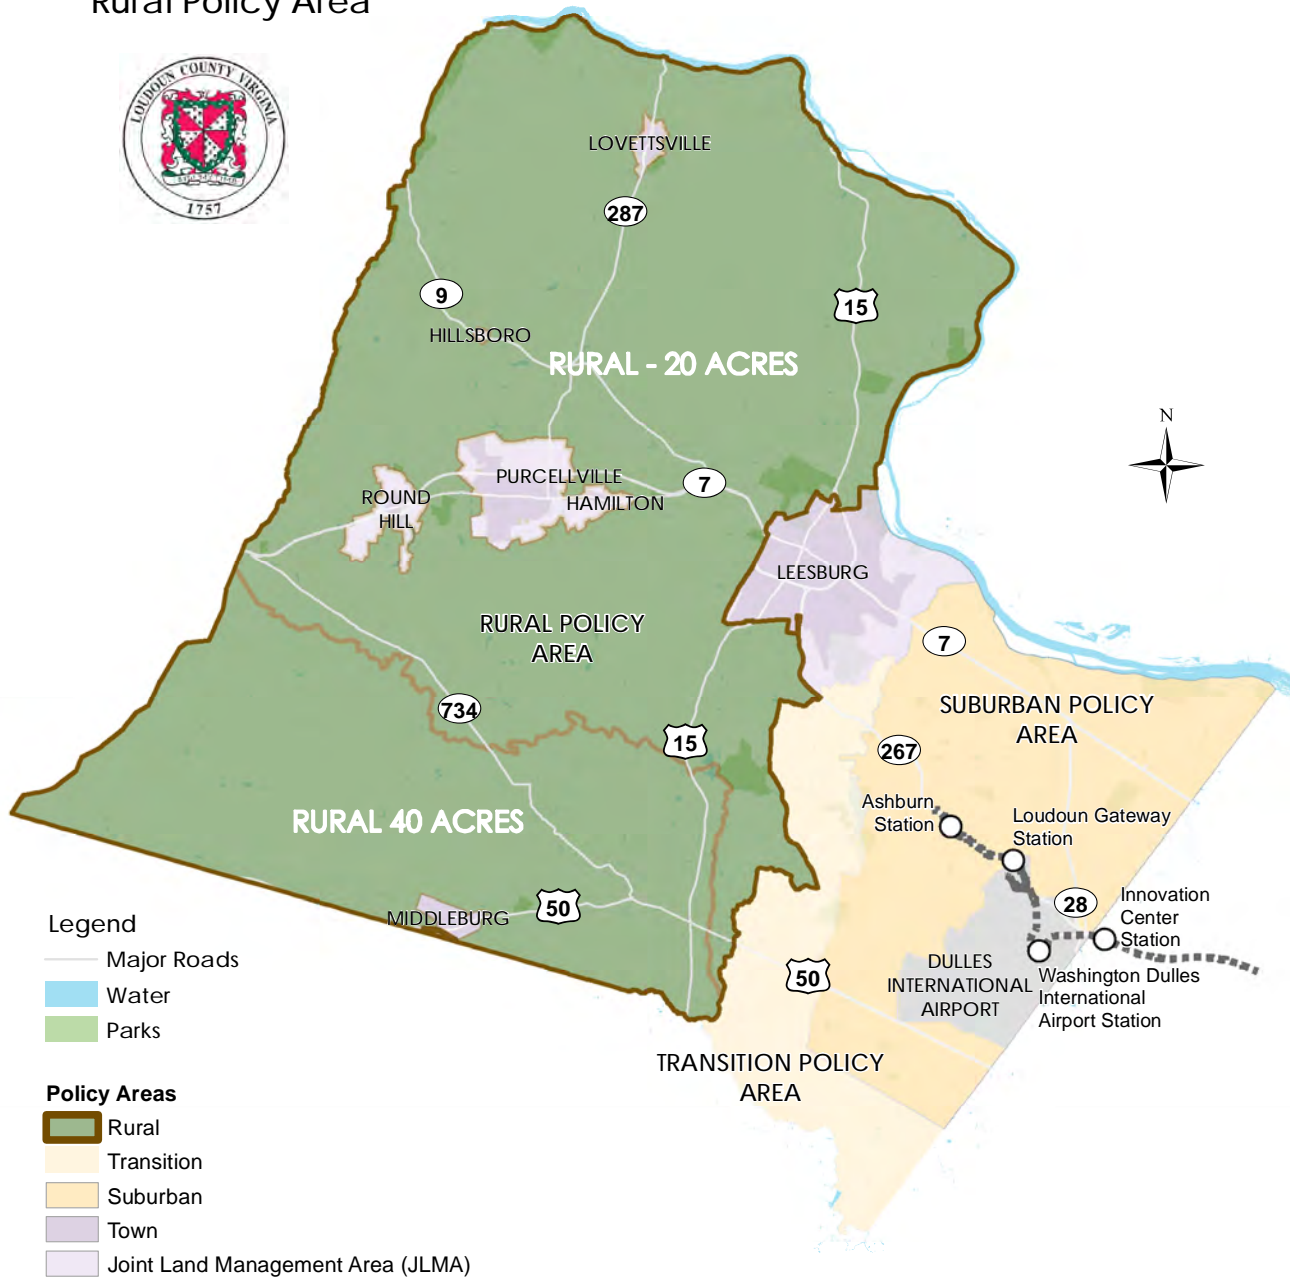 Rural Policy Area
LOUDOUN COUNTY VIRGINIA
1757
LOVETTSVILLE
287
9
15
HILLSBORO
RURAL - 20 ACRES
N
PURCELLVILLE
7
ROUND
HILL
HAMILTON
LEESBURG
RURAL POLICY
AREA
7
734
SUBURBAN POLICY
AREA
15
267
Ashburn
Station
Loudoun Gateway
Station
RURAL 40 ACRES
MIDDLEBURG
50
28
Innovation
Center
Station
DULLES
INTERNATIONAL
AIRPORT
Washington Dulles
International
Airport Station
50
TRANSITION POLICY
AREA
Legend
Major Roads
Water
Parks
Policy Areas
Rural
Transition
Suburban
Town
Joint Land Management Area (JLMA)